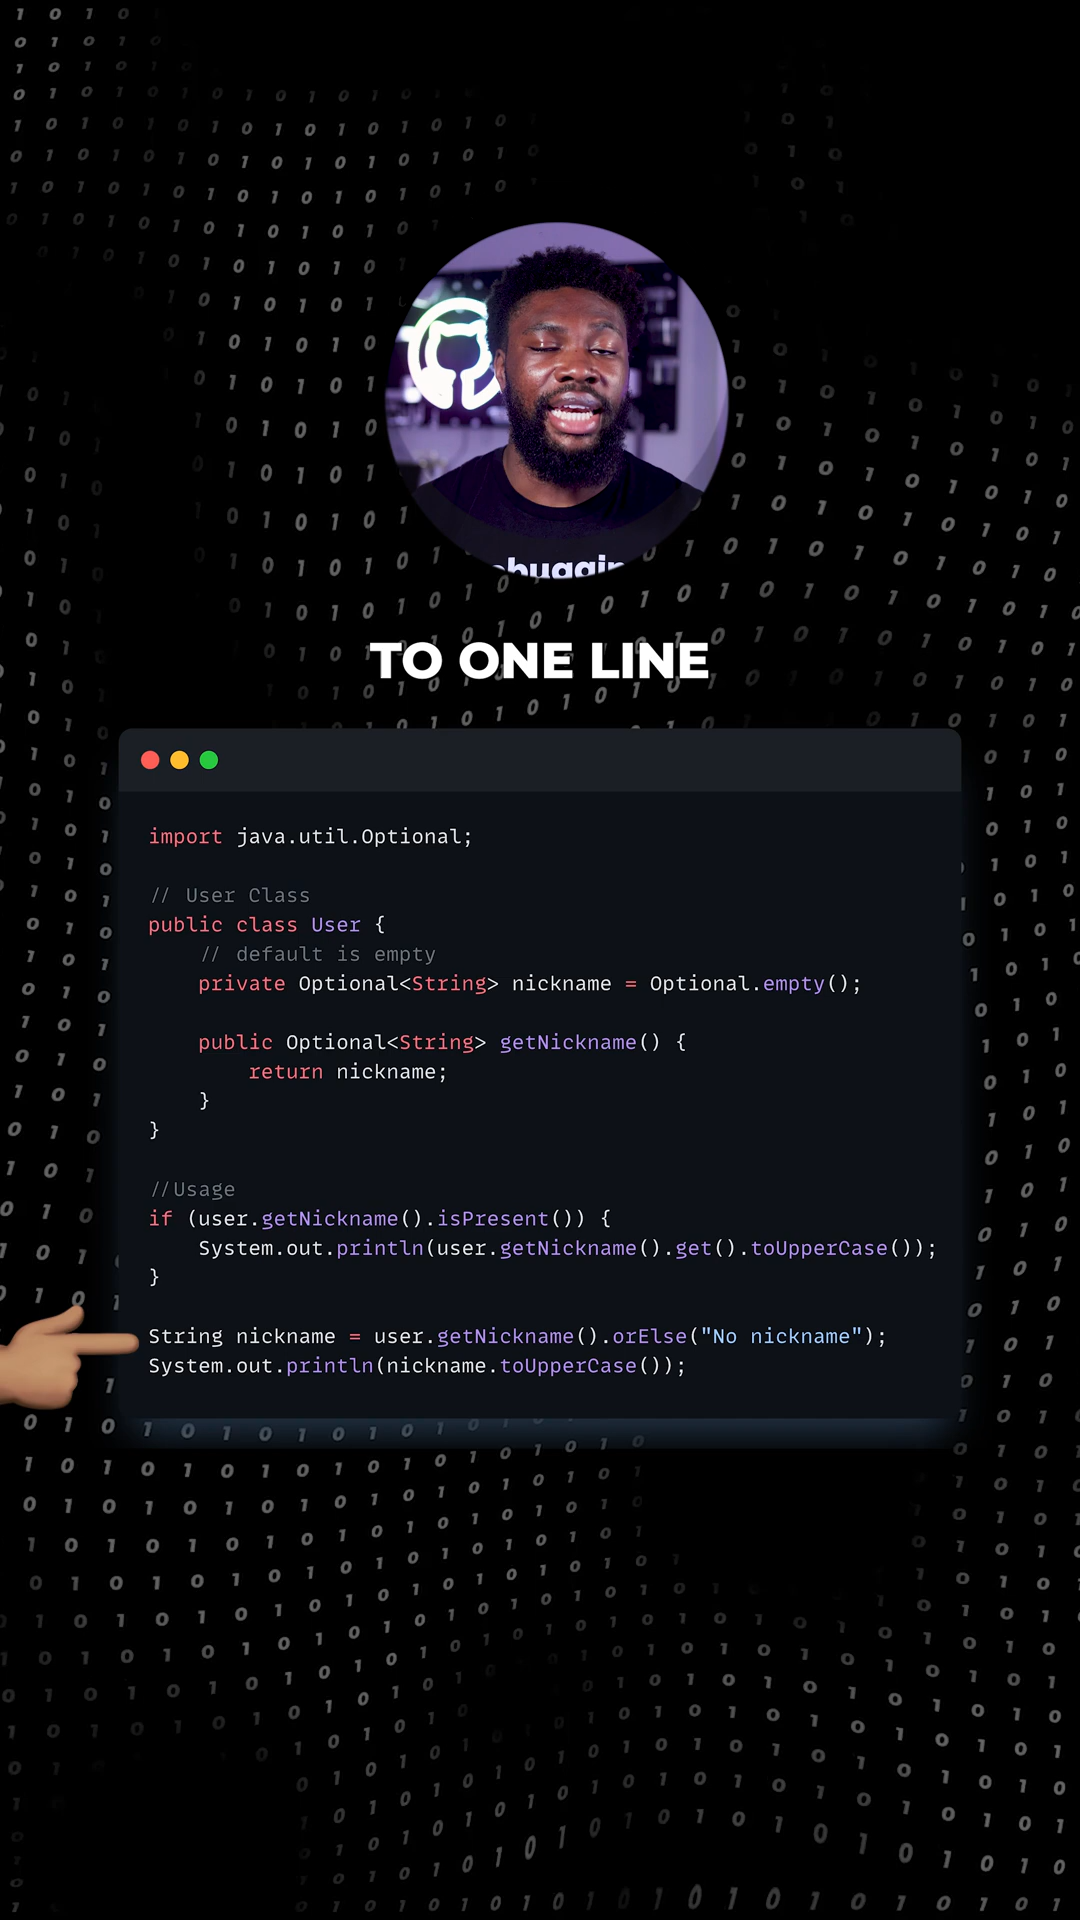 TO ONE LINE
import java.util.Optional;
// User Class
public class User {
    // default is empty
    private Optional<String> nickname = Optional.empty();
    public Optional<String> getNickname() {
        return nickname;
    }
}
//Usage
if (user.getNickname().isPresent()) {
    System.out.println(user.getNickname().get().toUpperCase());
}
String nickname = user.getNickname().orElse("No nickname");
System.out.println(nickname.toUpperCase());